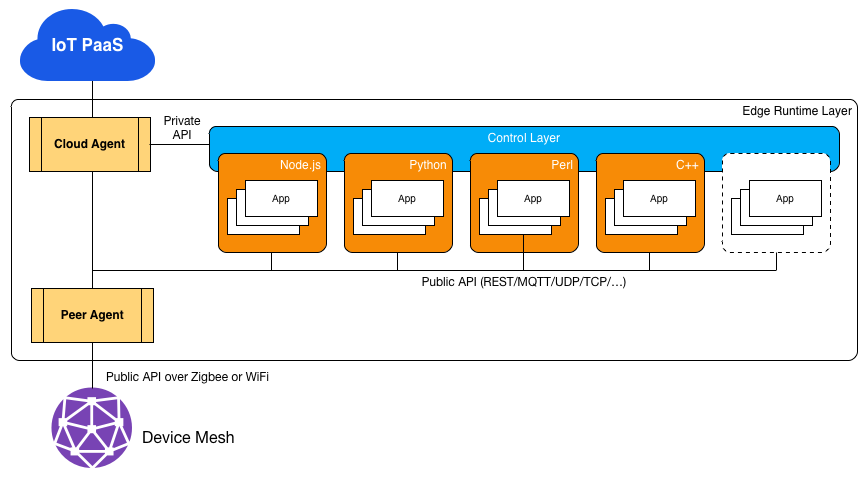 IoT PaaS
Edge Runtime Layer
Private
API
Cloud Agent
Control Layer
Node.js
Python
Perl
C++
App
App
App
App
App
Public API (REST/MQTT/UDP/TCP/...)
Peer Agent
Public API over Zigbee or WiFi
Device Mesh